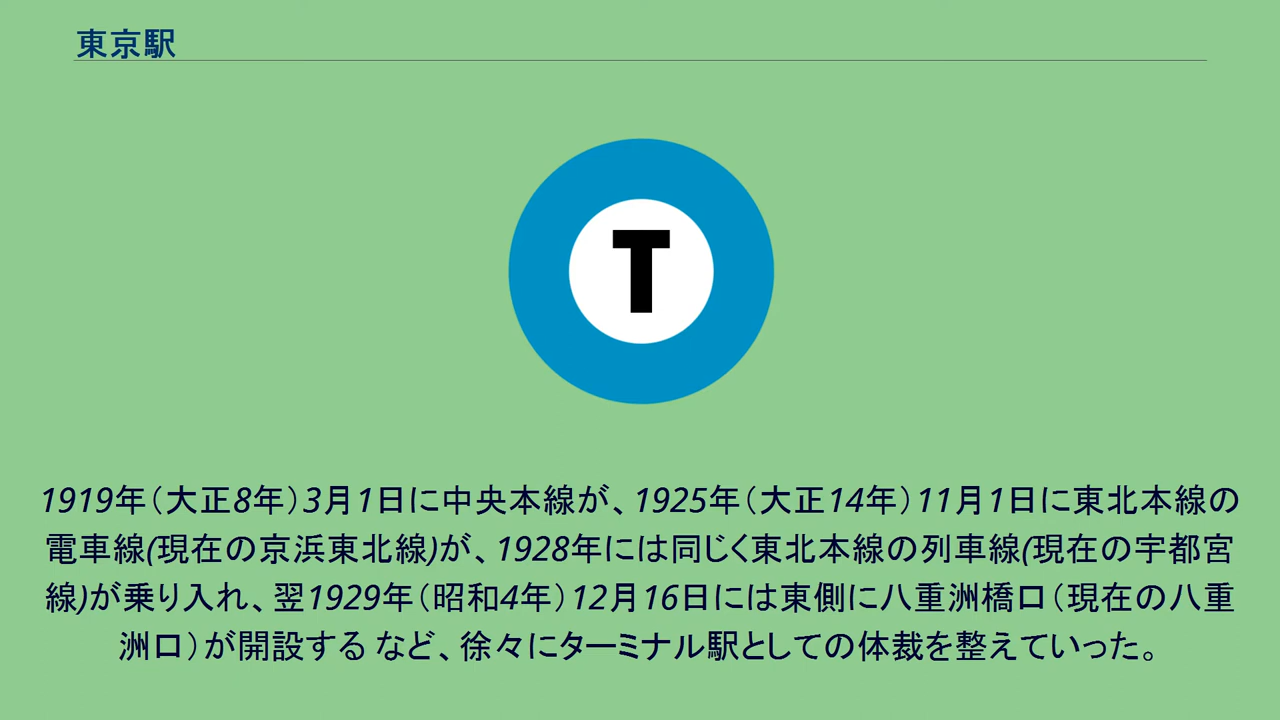 東京駅
T
1919年（大正8年）3月1日に中央本線が、1925年（大正14年）11月1日に東北本線の
電車線(現在の京浜東北線)が、1928年には同じく東北本線の列車線(現在の宇都宮
線)が乗り入れ、翌1929年（昭和4年）12月16日には東側に八重洲橋口（現在の八重
洲口）が開設する など、徐々にターミナル駅としての体裁を整えていった。